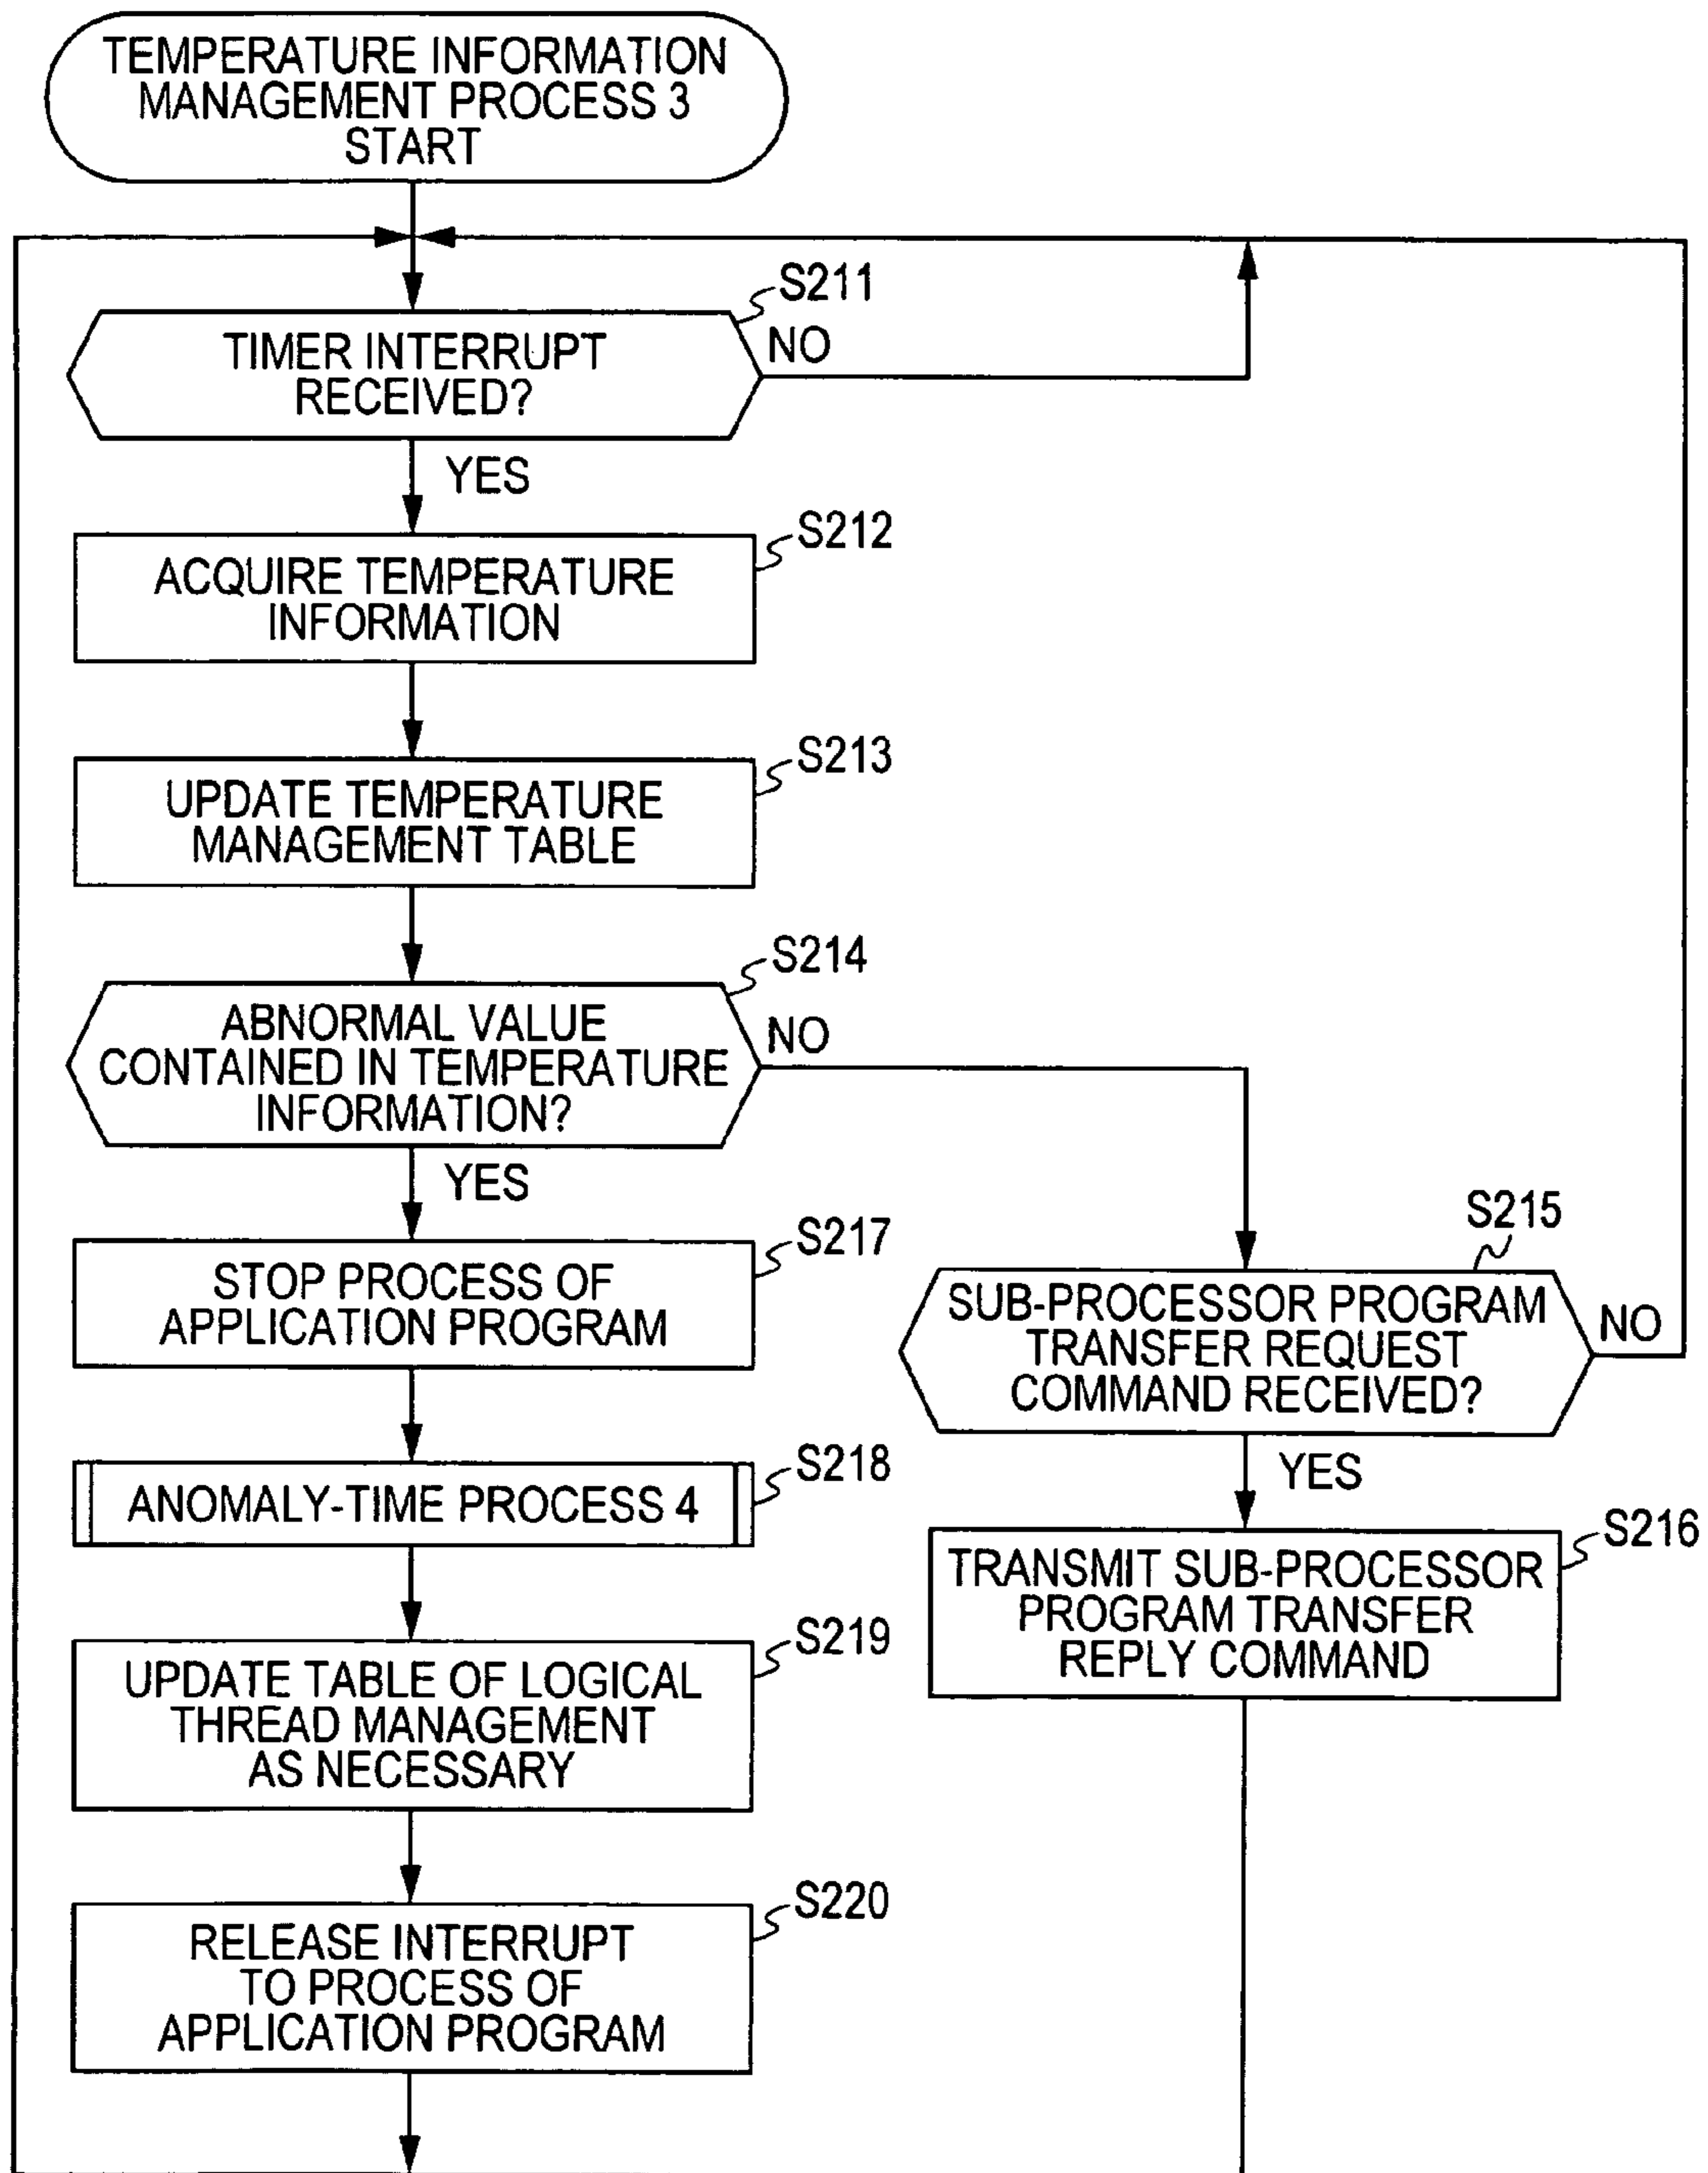 TEMPERATURE INFORMATION
MANAGEMENT PROCESS 3
START
S211
TIMER INTERRUPT
RECEIVED?
NO
YES
S212
ACQUIRE TEMPERATURE
INFORMATION
S213
UPDATE TEMPERATURE
MANAGEMENT TABLE
S214
ABNORMAL VALUE
CONTAINED IN TEMPERATURE
INFORMATION?
NO
YES
S217
STOP PROCESS OF
APPLICATION PROGRAM
S215
SUB-PROCESSOR PROGRAM
TRANSFER REQUEST
COMMAND RECEIVED?
NO
YES
S218
ANOMALY-TIME PROCESS 4
S216
TRANSMIT SUB-PROCESSOR
PROGRAM TRANSFER
REPLY COMMAND
S219
UPDATE TABLE OF LOGICAL
THREAD MANAGEMENT
AS NECESSARY
S220
RELEASE INTERRUPT
TO PROCESS OF
APPLICATION PROGRAM